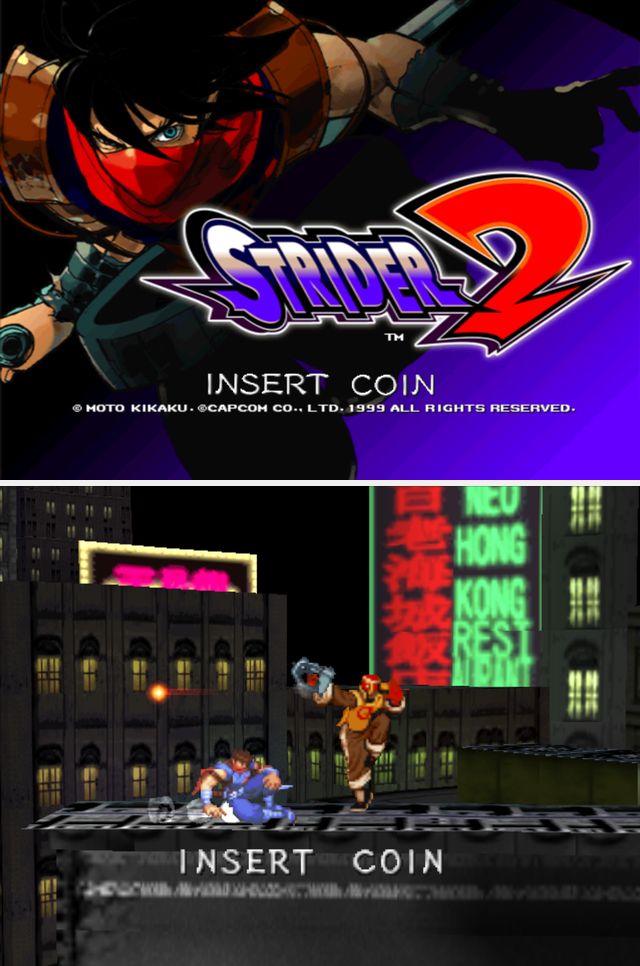 STRIDER 2
TM
INSERT COIN
© MOTO KIKAKU. ©CAPCOM CO., LTD. 1999 ALL RIGHTS RESERVED.
NEO
HONG
KONG
REST
AURANT
INSERT COIN